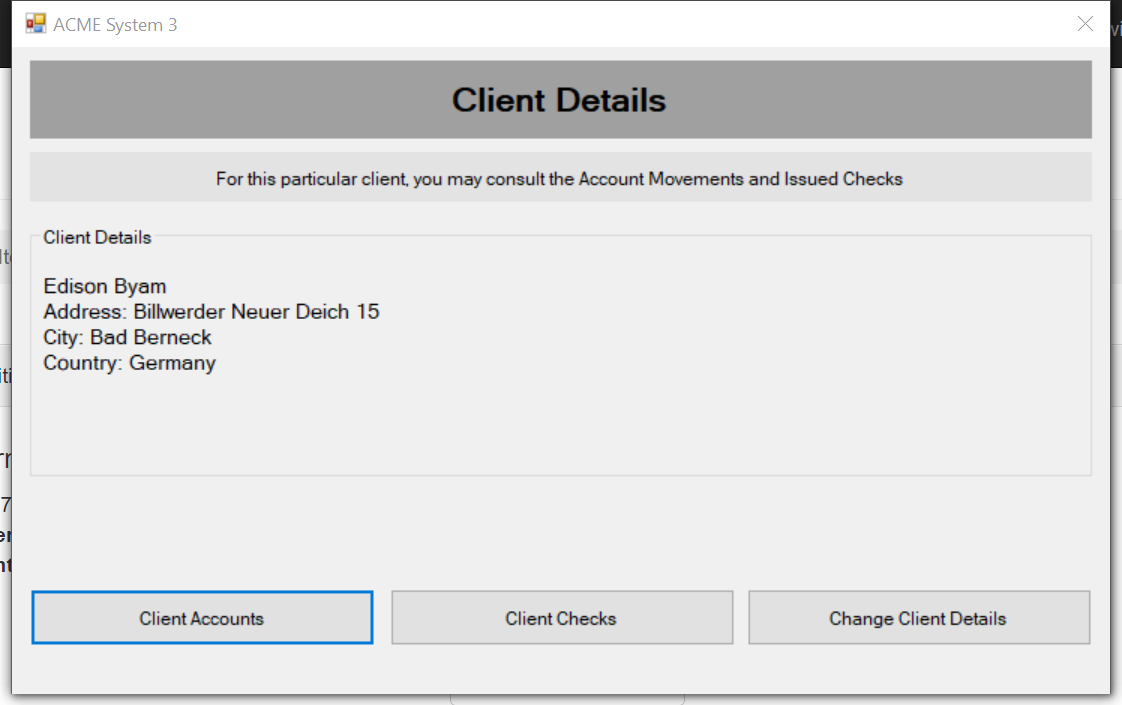 ACME System 3
Client Details
For this particular client, you may consult the Account Movements and Issued Checks
Client Details
Edison Byam
Address: Billwerder Neuer Deich 15
City: Bad Berneck
Country: Germany
Client Accounts
Client Checks
Change Client Details